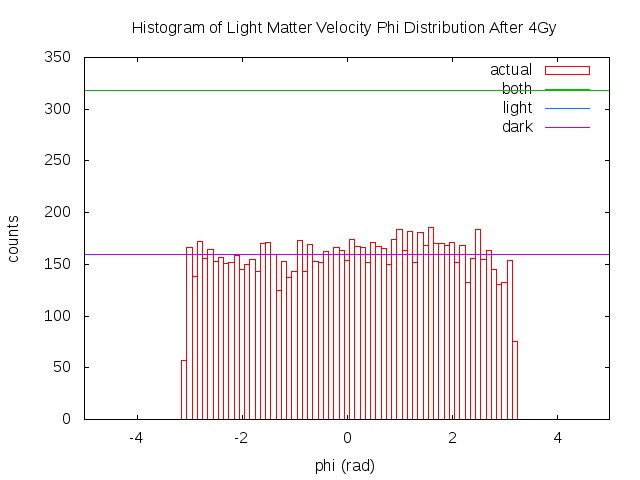 Histogram of Light Matter Velocity Phi Distribution After 4Gy
350
300
250
200
150
100
50
0
counts
actual
both
light
dark
-4 -2 0 2 4
phi (rad)